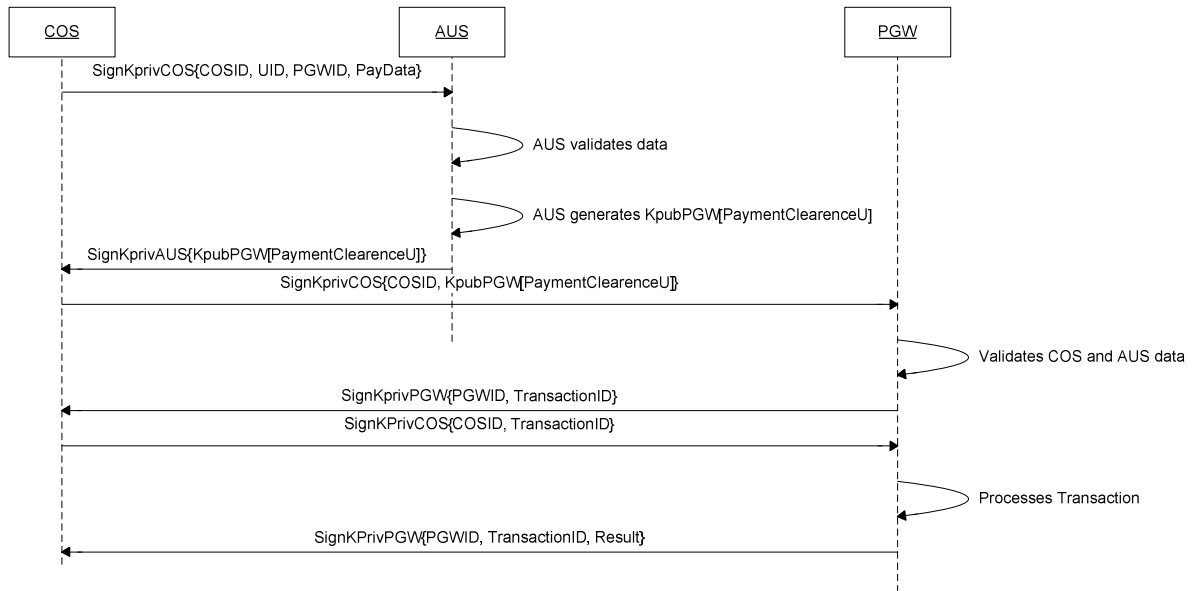 COS
AUS
PGW
SignKprivCOS{COSID, UID, PGWID, PayData}
AUS validates data
AUS generates KpubPGW[PaymentClearenceU]
SignKprivAUS{KpubPGW[PaymentClearenceU]}
SignKprivCOS{COSID, KpubPGW[PaymentClearenceU]}
Validates COS and AUS data
SignKprivPGW{PGWID, TransactionID}
SignKPrivCOS{COSID, TransactionID}
Processes Transaction
SignKPrivPGW{PGWID, TransactionID, Result}